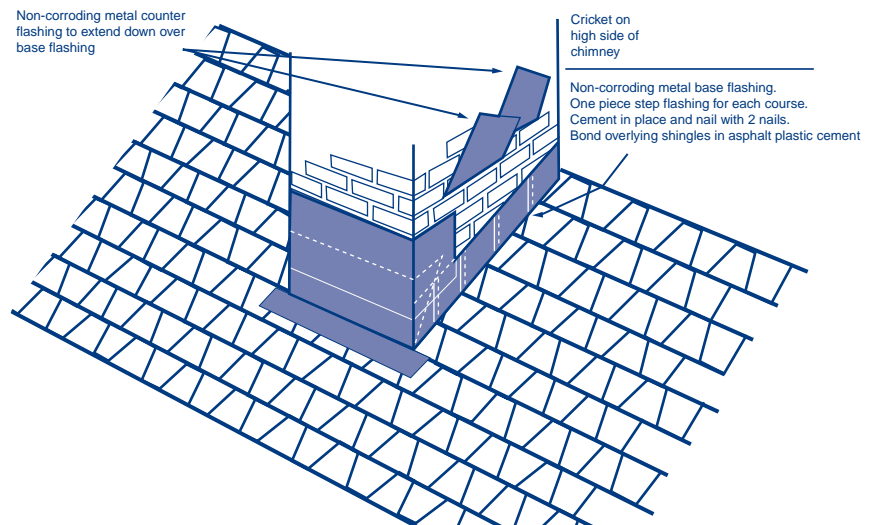 Non-corroding metal counter
flashing to extend down over
base flashing
Cricket on
high side of
chimney
Non-corroding metal base flashing.
One piece step flashing for each course.
Cement in place and nail with 2 nails.
Bond overlying shingles in asphalt plastic cement